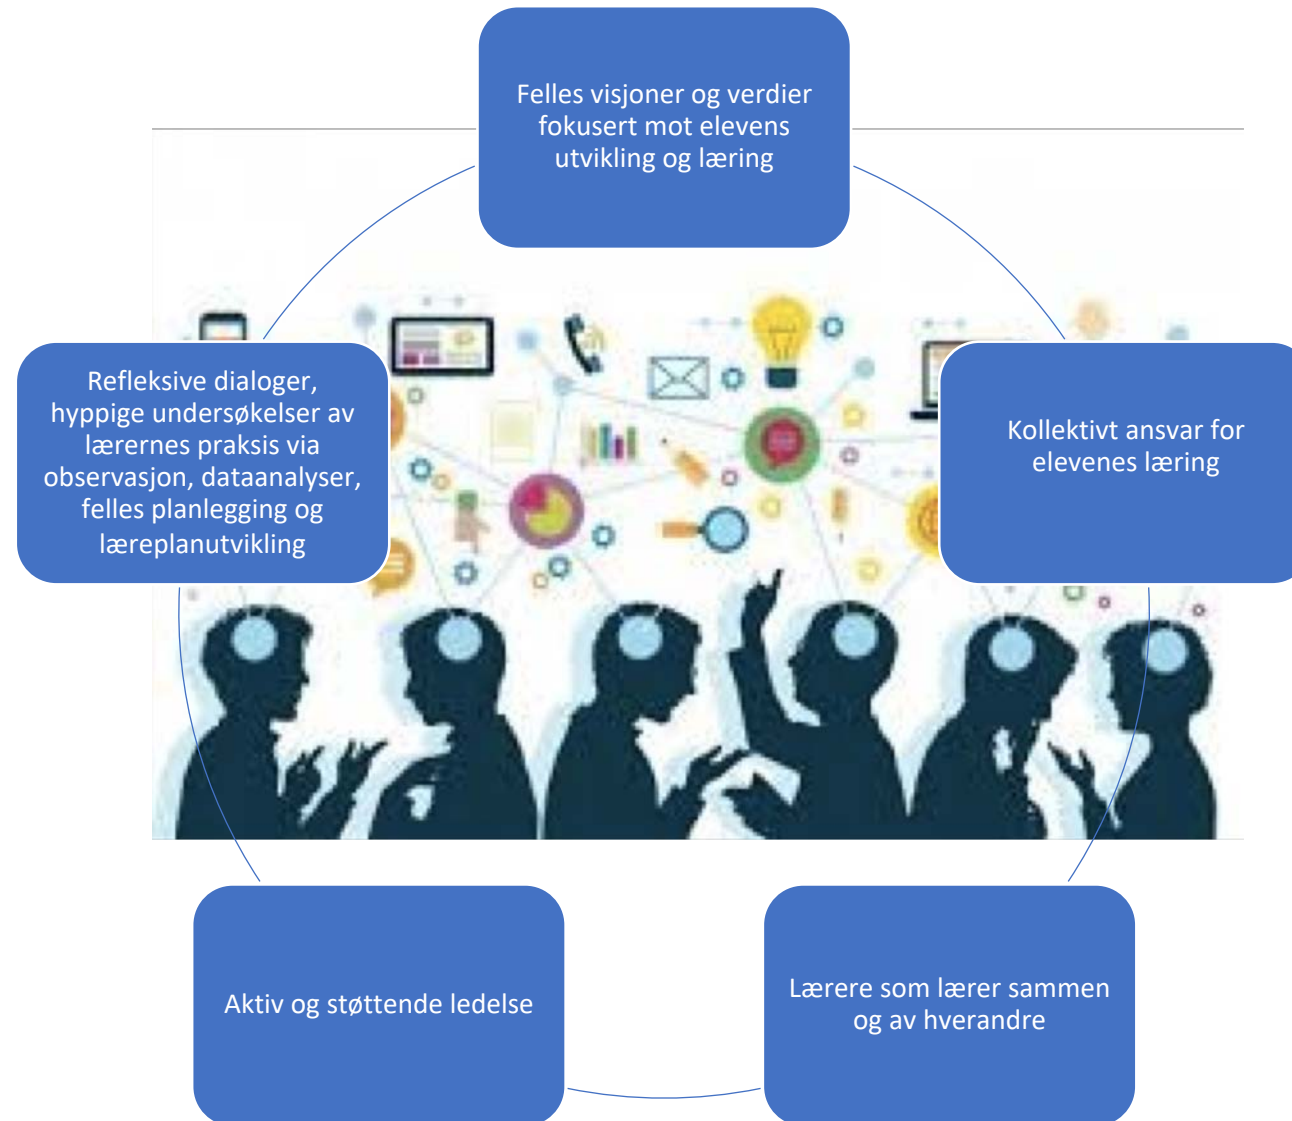 Felles visjoner og verdier
fokusert mot elevens
utvikling og læring
Kollektivt ansvar for
elevenes læring
Lærere som lærer sammen
og av hverandre
Aktiv og støttende ledelse
Refleksive dialoger,
hyppige undersøkelser av
lærernes praksis via
observasjon, dataanalyser,
felles planlegging og
læreplanutvikling